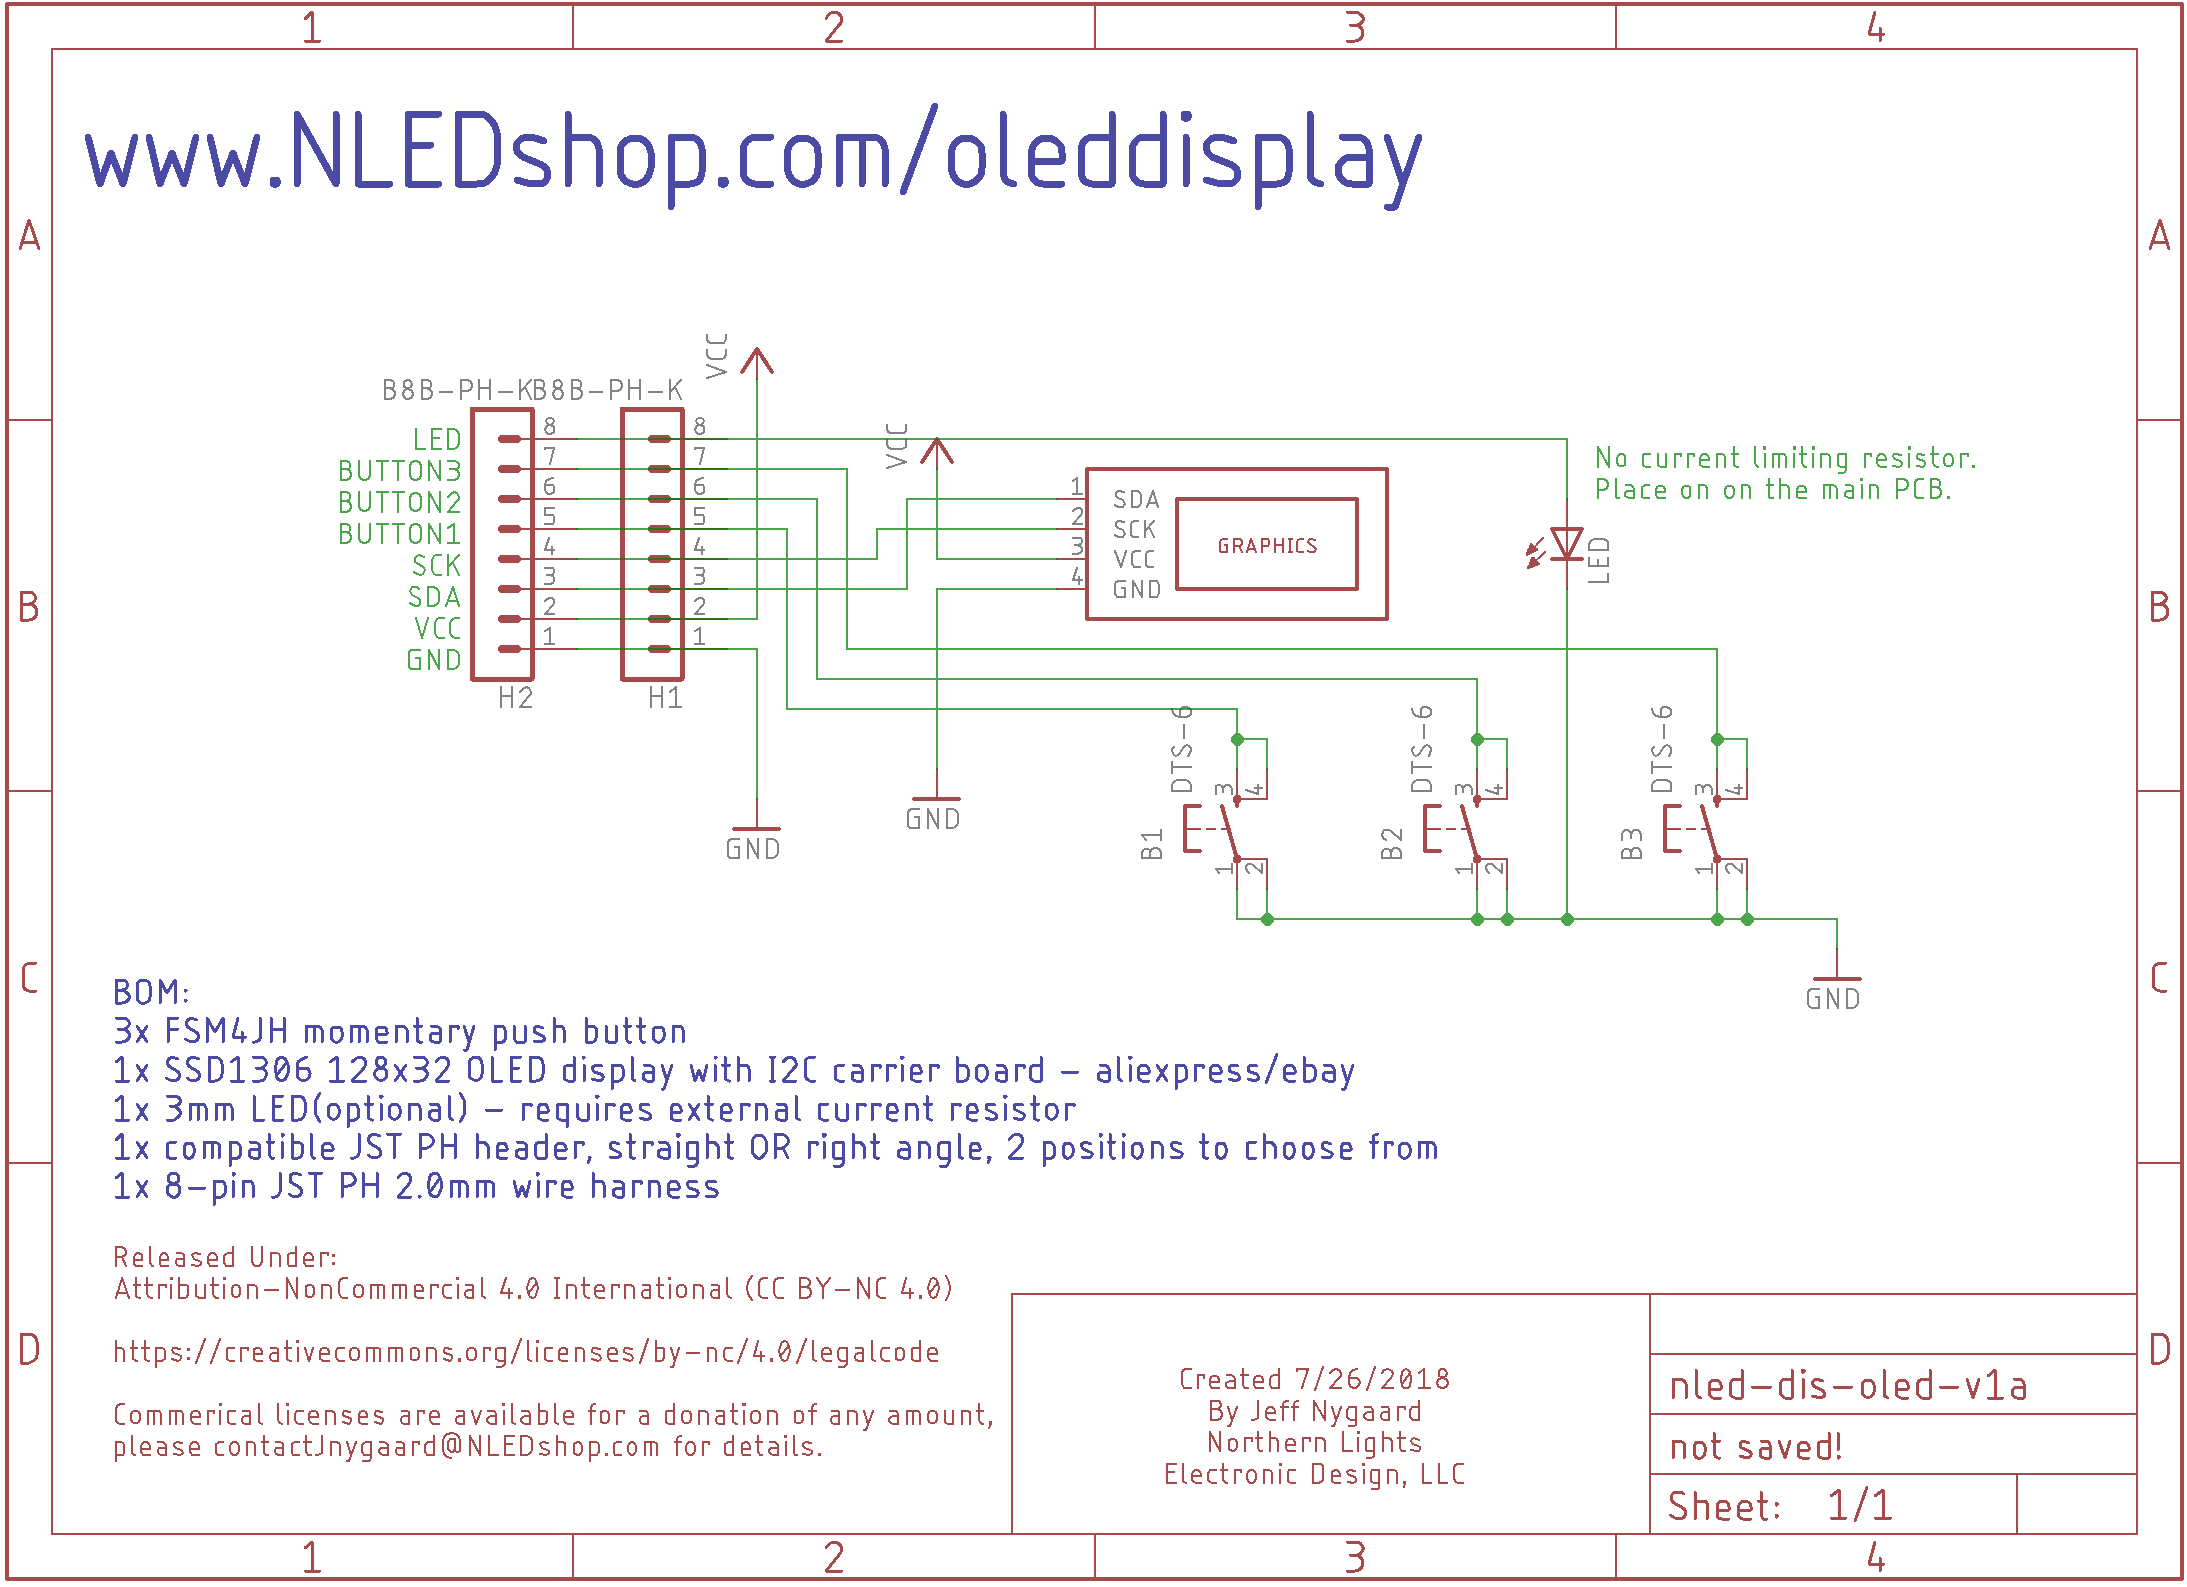 1 2 3 4
www.NLEDshop.com/oleddisplay
A A
VCC
B8B-PH-K B8B-PH-K
VCC
LED 8 8
BUTTON3 7 7
BUTTON2 6 6
BUTTON1 5 5
SCK 4 4
SDA 3 3
VCC 2 2
GND 1 1
H2 H1
1 SDA
2 SCK
3 VCC
4 GND
GRAPHICS
No current limiting resistor.
Place on on the main PCB.
LED
B B
DTS-6 DTS-6 DTS-6
3 4 3 4 3 4
B1 B2 B3
1 2 1 2 1 2
GND
GND
GND
C C
BOM:
3x FSM4JH momentary push button
1x SSD1306 128x32 OLED display with I2C carrier board - aliexpress/ebay
1x 3mm LED(optional) - requires external current resistor
1x compatible JST PH header, straight OR right angle, 2 positions to choose from
1x 8-pin JST PH 2.0mm wire harness
Released Under:
Attribution-NonCommercial 4.0 International (CC BY-NC 4.0)
https://creativecommons.org/licenses/by-nc/4.0/legalcode
Commerical licenses are available for a donation of any amount,
please contactJnygaard@NLEDshop.com for details.
D D
Created 7/26/2018
By Jeff Nygaard
Northern Lights
Electronic Design, LLC
nled-dis-oled-v1a
not saved!
Sheet: 1/1
1 2 3 4